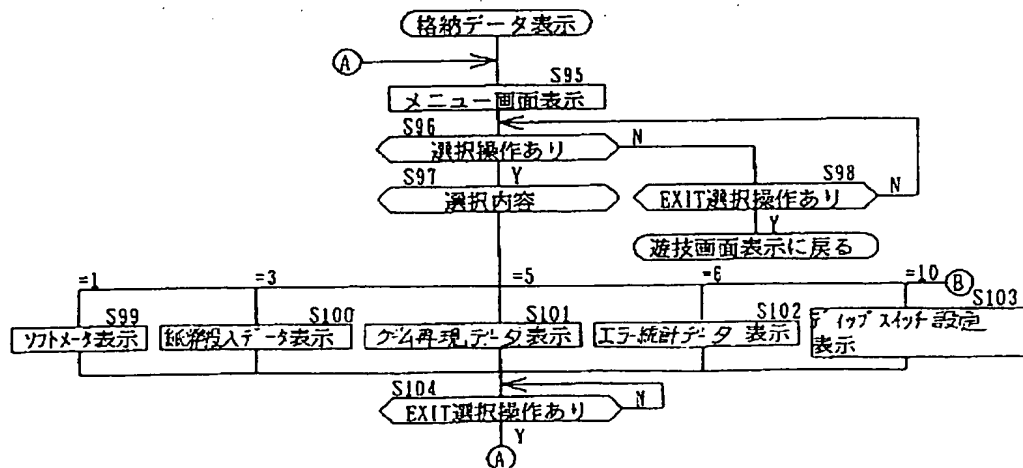 格納データ表示
A
S95
メニュー画面表示
S96
選択操作あり
N
S97
Y
選択内容
S98
EXIT選択操作あり
N
Y
遊技画面表示に戻る
=1
=3
=5
=6
=10
B
S99
ソフトメータ表示
S100
紙幣投入データ表示
S101
ゲーム再現データ表示
S102
エラー統計データ表示
S103
ディップスイッチ設定
表示
S104
EXIT選択操作あり
N
Y
A